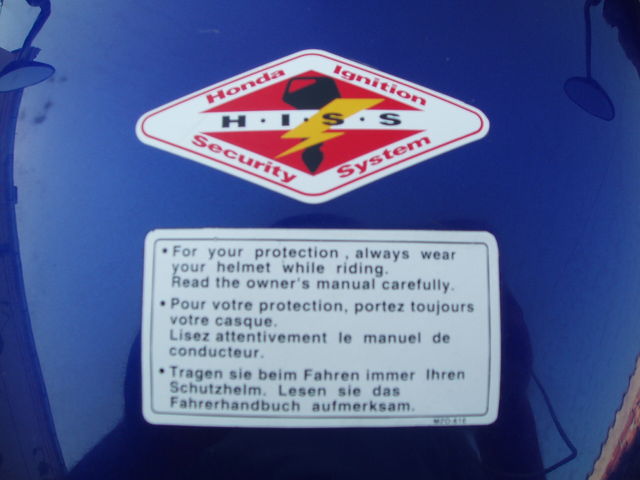 Honda Ignition
H·I·S·S
Security System
• For your protection , always wear
your helmet while riding.
Read the owner's manual carefully.
• Pour votre protection, portez toujours
votre casque.
Lisez attentivement le manuel de
conducteur.
• Tragen sie beim Fahren immer Ihren
Schutzhelm. Lesen sie das
Fahrerhandbuch aufmerksam.